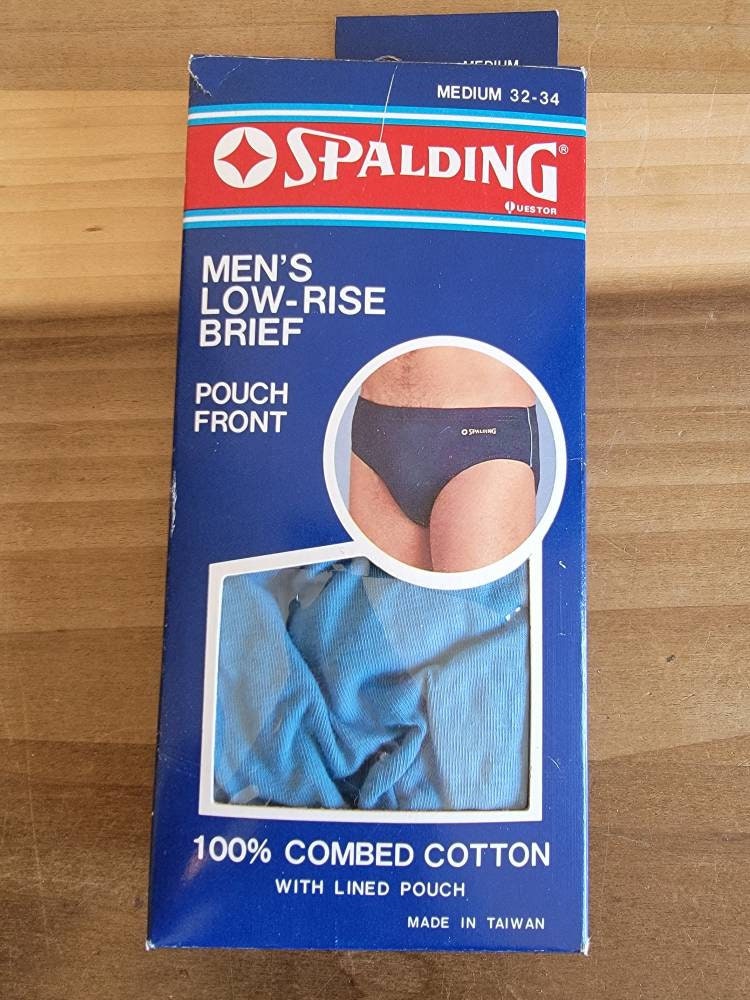 MEDIUM
MEDIUM 32-34
SPALDING®
QUESTOR
MEN'S
LOW-RISE
BRIEF
POUCH
FRONT
SPALDING
100% COMBED COTTON
WITH LINED POUCH
MADE IN TAIWAN